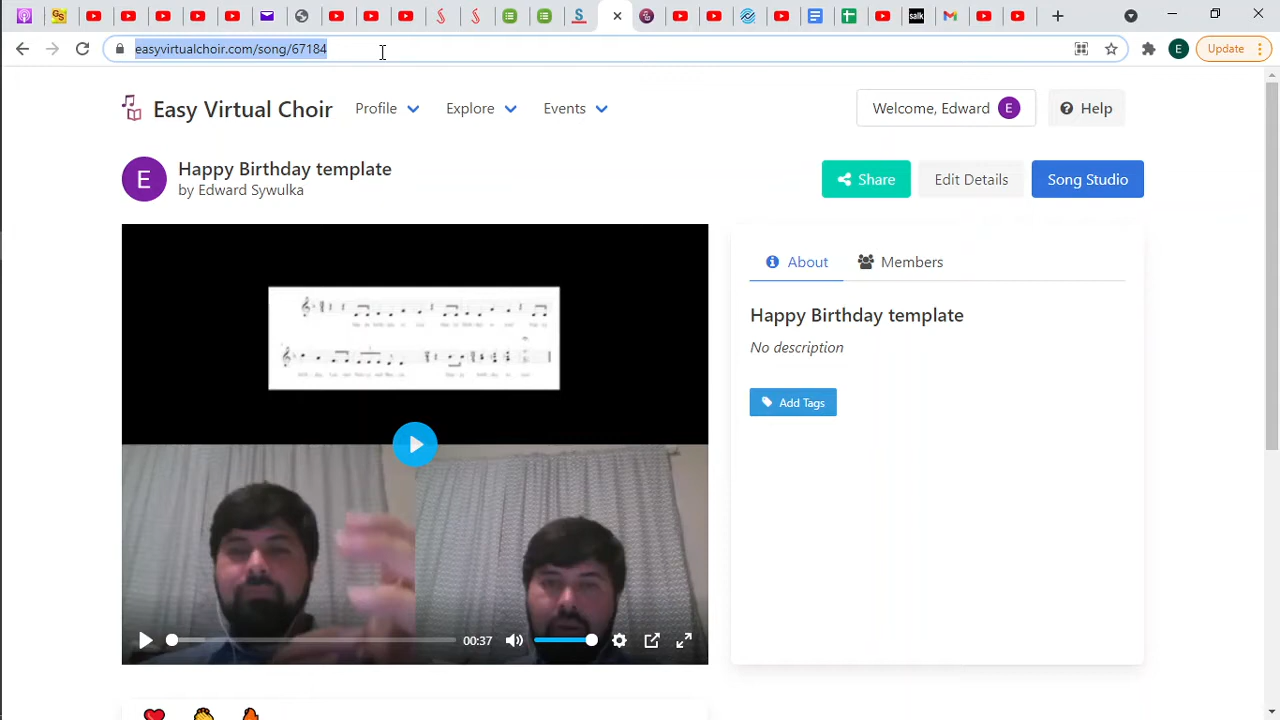 salk
Update
easyvirtualchoir.com/song/67184
E
Easy Virtual Choir
Profile
Explore
Events
Welcome, Edward E
Help
E
Happy Birthday template
by Edward Sywulka
Share
Edit Details
Song Studio
About
Members
Happy Birthday template
No description
Add Tags
00:37